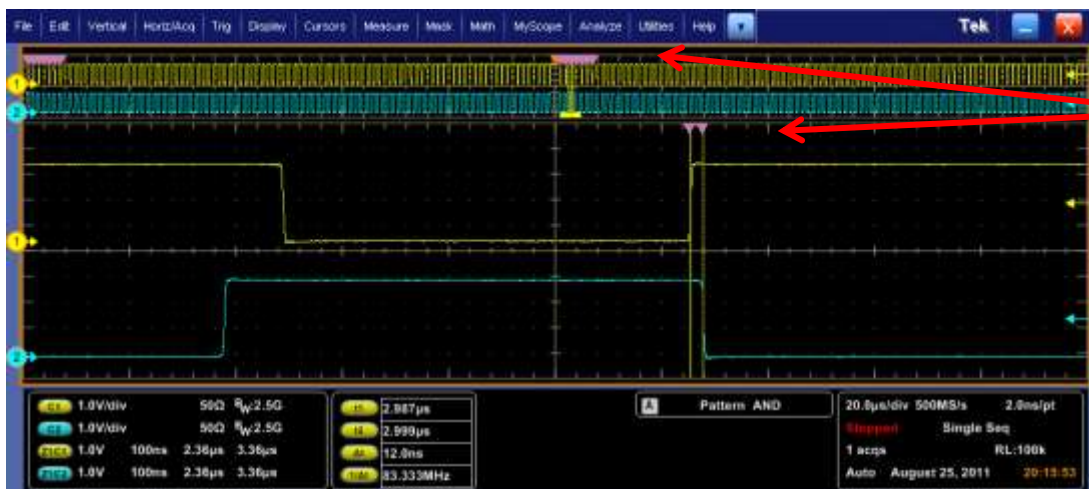 File Edit Vertical Horiz/Acq Trig Display Cursors Measure Mask Math MyScope Analyze Utilities Help Tek
1
2
1
2
C1 1.0V/div 50Ω BW:2.5G
C2 1.0V/div 50Ω BW:2.5G
Z1C1 1.0V 100ns 2.36µs 3.36µs
Z1C2 1.0V 100ns 2.36µs 3.36µs
t1 2.987µs
t2 2.999µs
Δt 12.0ns
1/Δt 83.333MHz
A Pattern AND
20.0µs/div 500MS/s 2.0ns/pt
Stopped Single Seq
1 acqs RL:100k
Auto August 25, 2011 20:15:53